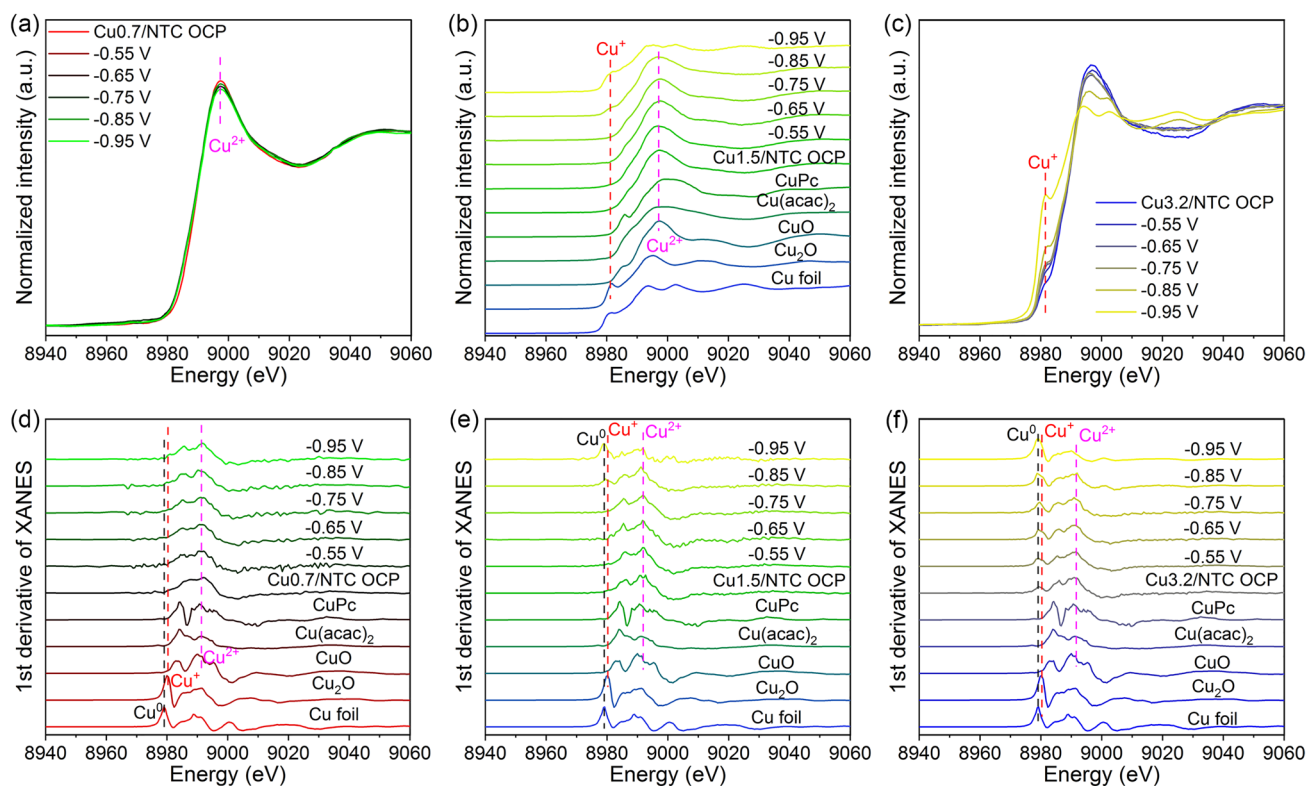 (a)
Normalized intensity (a.u.)
Cu0.7/NTC OCP
-0.55 V
-0.65 V
-0.75 V
-0.85 V
-0.95 V
Cu²⁺
8940 8960 8980 9000 9020 9040 9060
Energy (eV)
(b)
Normalized intensity (a.u.)
Cu⁺
-0.95 V
-0.85 V
-0.75 V
-0.65 V
-0.55 V
Cu1.5/NTC OCP
CuPc
Cu(acac)₂
CuO
Cu²⁺
Cu₂O
Cu foil
8940 8960 8980 9000 9020 9040 9060
Energy (eV)
(c)
Normalized intensity (a.u.)
Cu⁺
Cu3.2/NTC OCP
-0.55 V
-0.65 V
-0.75 V
-0.85 V
-0.95 V
8940 8960 8980 9000 9020 9040 9060
Energy (eV)
(d)
1st derivative of XANES
-0.95 V
-0.85 V
-0.75 V
-0.65 V
-0.55 V
Cu0.7/NTC OCP
CuPc
Cu(acac)₂
Cu²⁺
CuO
Cu⁺
Cu₂O
Cu⁰
Cu foil
8940 8960 8980 9000 9020 9040 9060
Energy (eV)
(e)
1st derivative of XANES
Cu⁰ Cu⁺ Cu²⁺
-0.95 V
-0.85 V
-0.75 V
-0.65 V
-0.55 V
Cu1.5/NTC OCP
CuPc
Cu(acac)₂
CuO
Cu₂O
Cu foil
8940 8960 8980 9000 9020 9040 9060
Energy (eV)
(f)
1st derivative of XANES
Cu⁰ Cu⁺ Cu²⁺
-0.95 V
-0.85 V
-0.75 V
-0.65 V
-0.55 V
Cu3.2/NTC OCP
CuPc
Cu(acac)₂
CuO
Cu₂O
Cu foil
8940 8960 8980 9000 9020 9040 9060
Energy (eV)